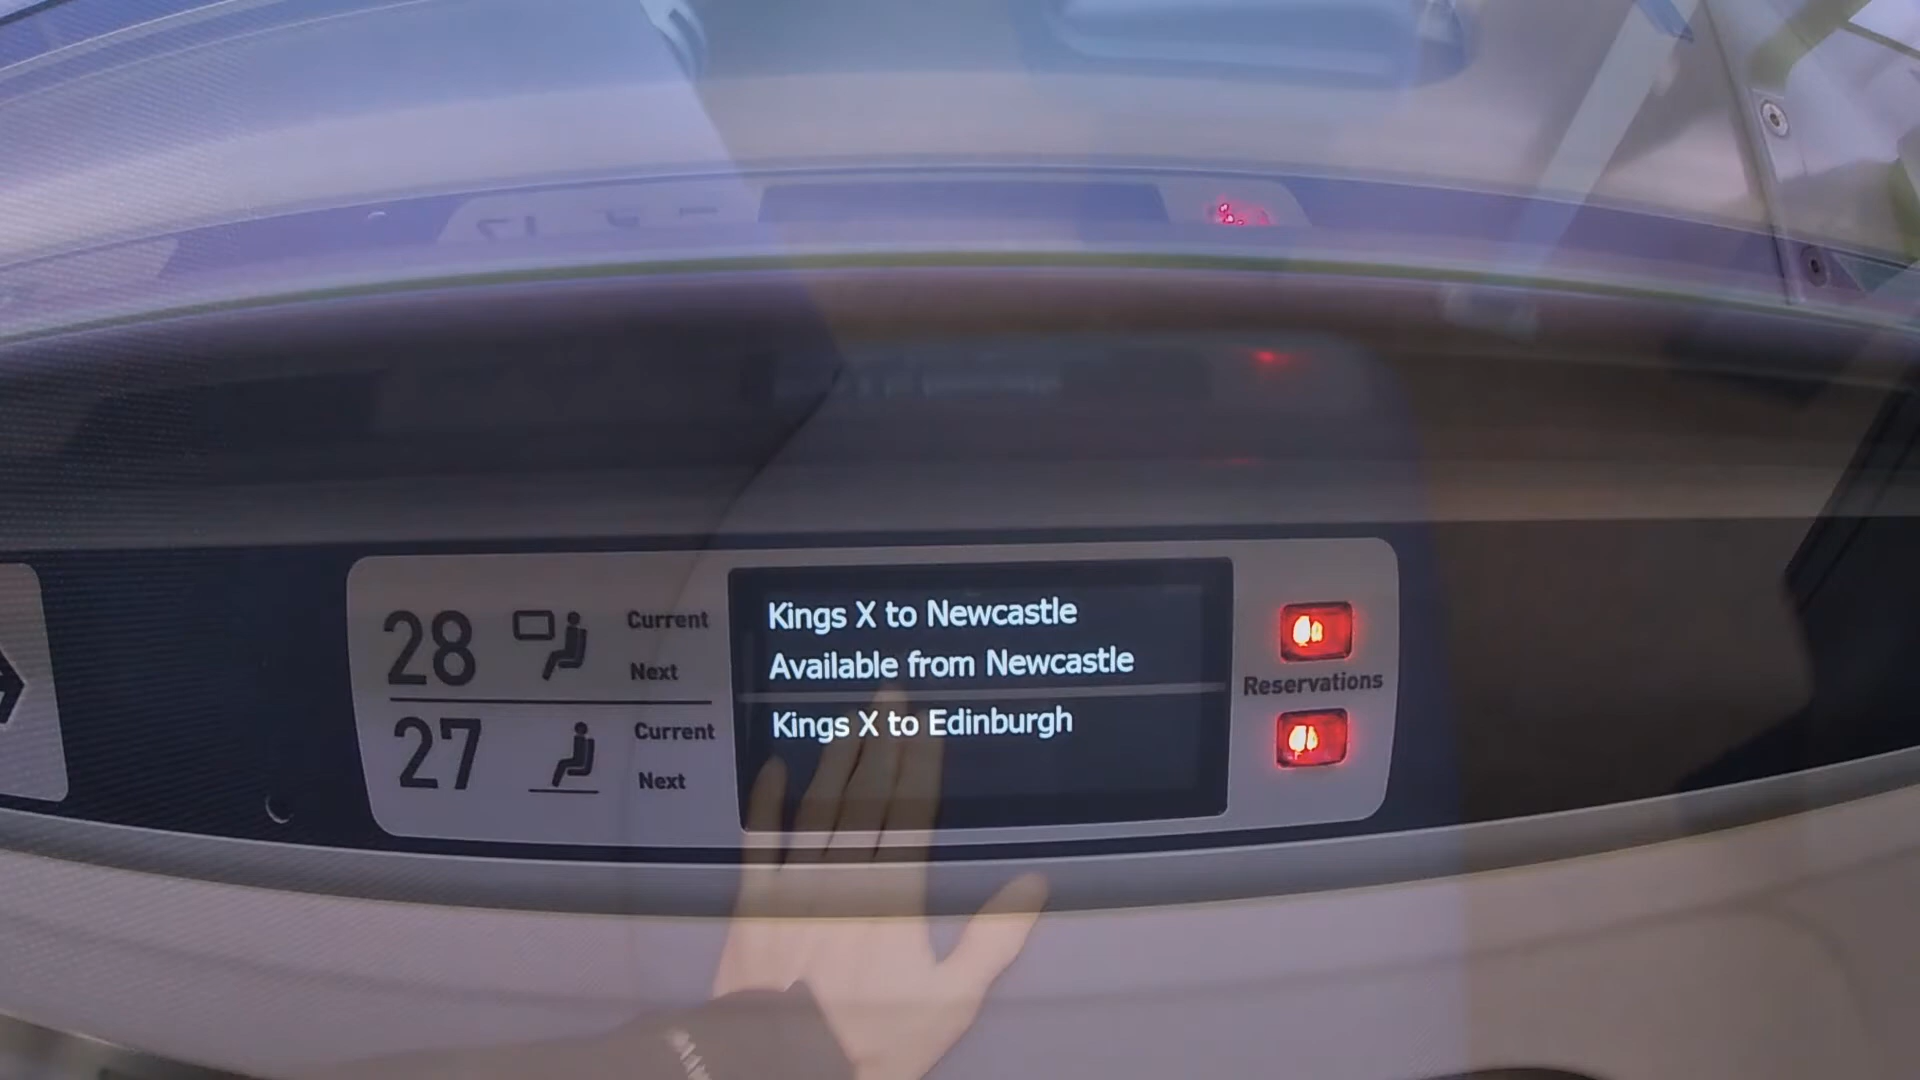 28 Current Kings X to Newcastle
Next Available from Newcastle
Reservations
27 Current Kings X to Edinburgh
Next